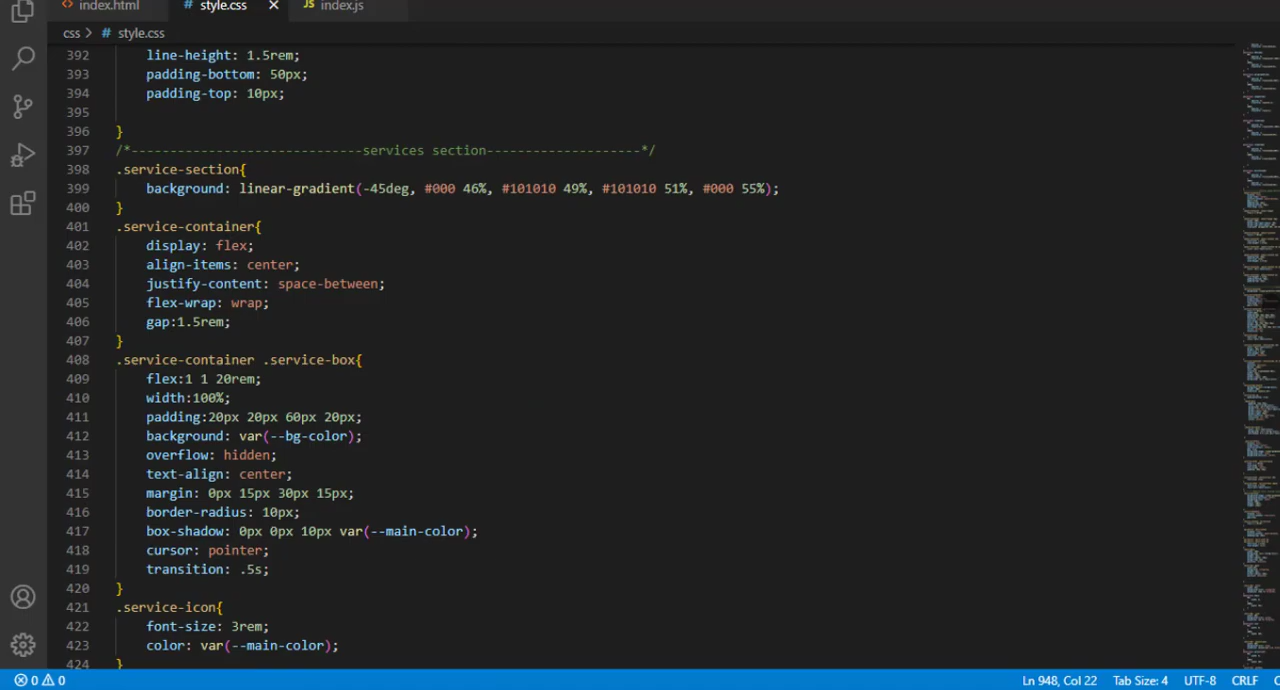 index.html # style.css × JS index.js
css > # style.css
392 line-height: 1.5rem;
393 padding-bottom: 50px;
394 padding-top: 10px;
395
396 }
397 /*------------------------------services section--------------------*/
398 .service-section{
399 background: linear-gradient(-45deg, #000 46%, #101010 49%, #101010 51%, #000 55%);
400 }
401 .service-container{
402 display: flex;
403 align-items: center;
404 justify-content: space-between;
405 flex-wrap: wrap;
406 gap:1.5rem;
407 }
408 .service-container .service-box{
409 flex:1 1 20rem;
410 width:100%;
411 padding:20px 20px 60px 20px;
412 background: var(--bg-color);
413 overflow: hidden;
414 text-align: center;
415 margin: 0px 15px 30px 15px;
416 border-radius: 10px;
417 box-shadow: 0px 0px 10px var(--main-color);
418 cursor: pointer;
419 transition: .5s;
420 }
421 .service-icon{
422 font-size: 3rem;
423 color: var(--main-color);
424 }
0 0 Ln 948, Col 22 Tab Size: 4 UTF-8 CRLF